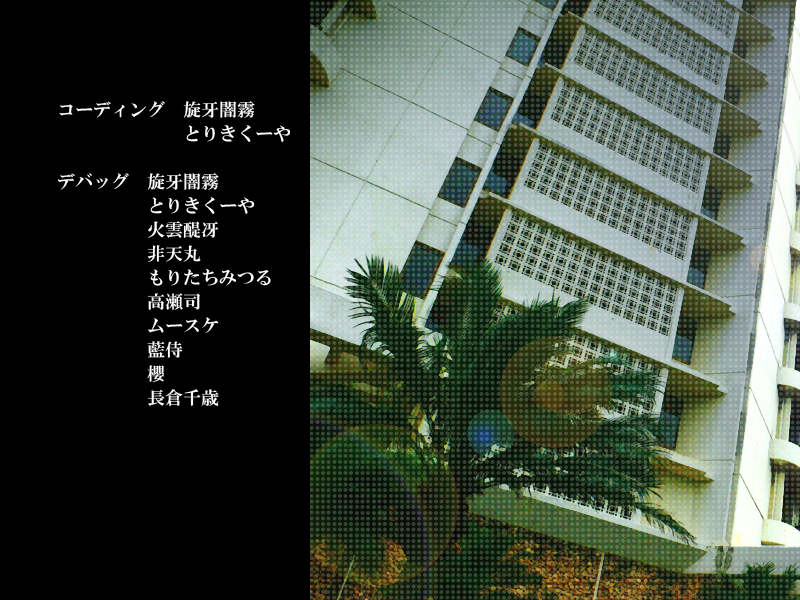 コーディング 旋牙闇霧
とりきくーや
デバッグ 旋牙闇霧
とりきくーや
火雲醍冴
非天丸
もりたちみつる
高瀬司
ムースケ
藍侍
櫻
長倉千歳